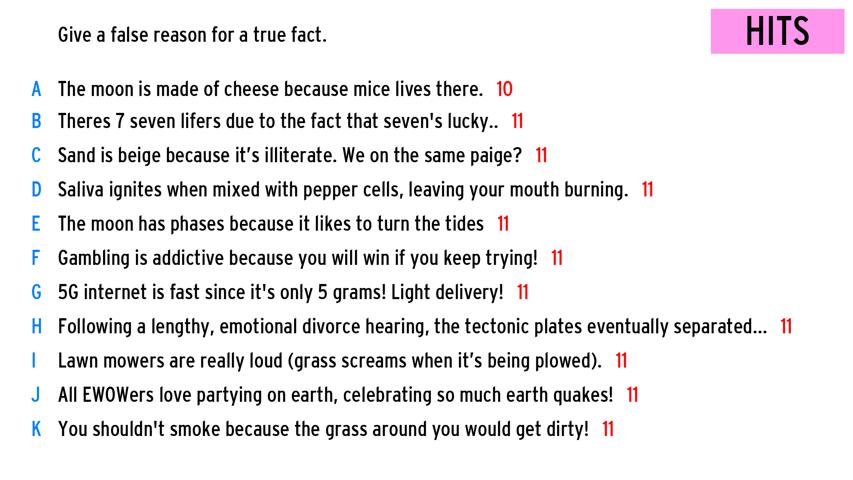 Give a false reason for a true fact.
HITS
A The moon is made of cheese because mice lives there. 10
B Theres 7 seven lifers due to the fact that seven's lucky.. 11
C Sand is beige because it’s illiterate. We on the same paige? 11
D Saliva ignites when mixed with pepper cells, leaving your mouth burning. 11
E The moon has phases because it likes to turn the tides 11
F Gambling is addictive because you will win if you keep trying! 11
G 5G internet is fast since it's only 5 grams! Light delivery! 11
H Following a lengthy, emotional divorce hearing, the tectonic plates eventually separated... 11
I Lawn mowers are really loud (grass screams when it’s being plowed). 11
J All EWOWers love partying on earth, celebrating so much earth quakes! 11
K You shouldn't smoke because the grass around you would get dirty! 11